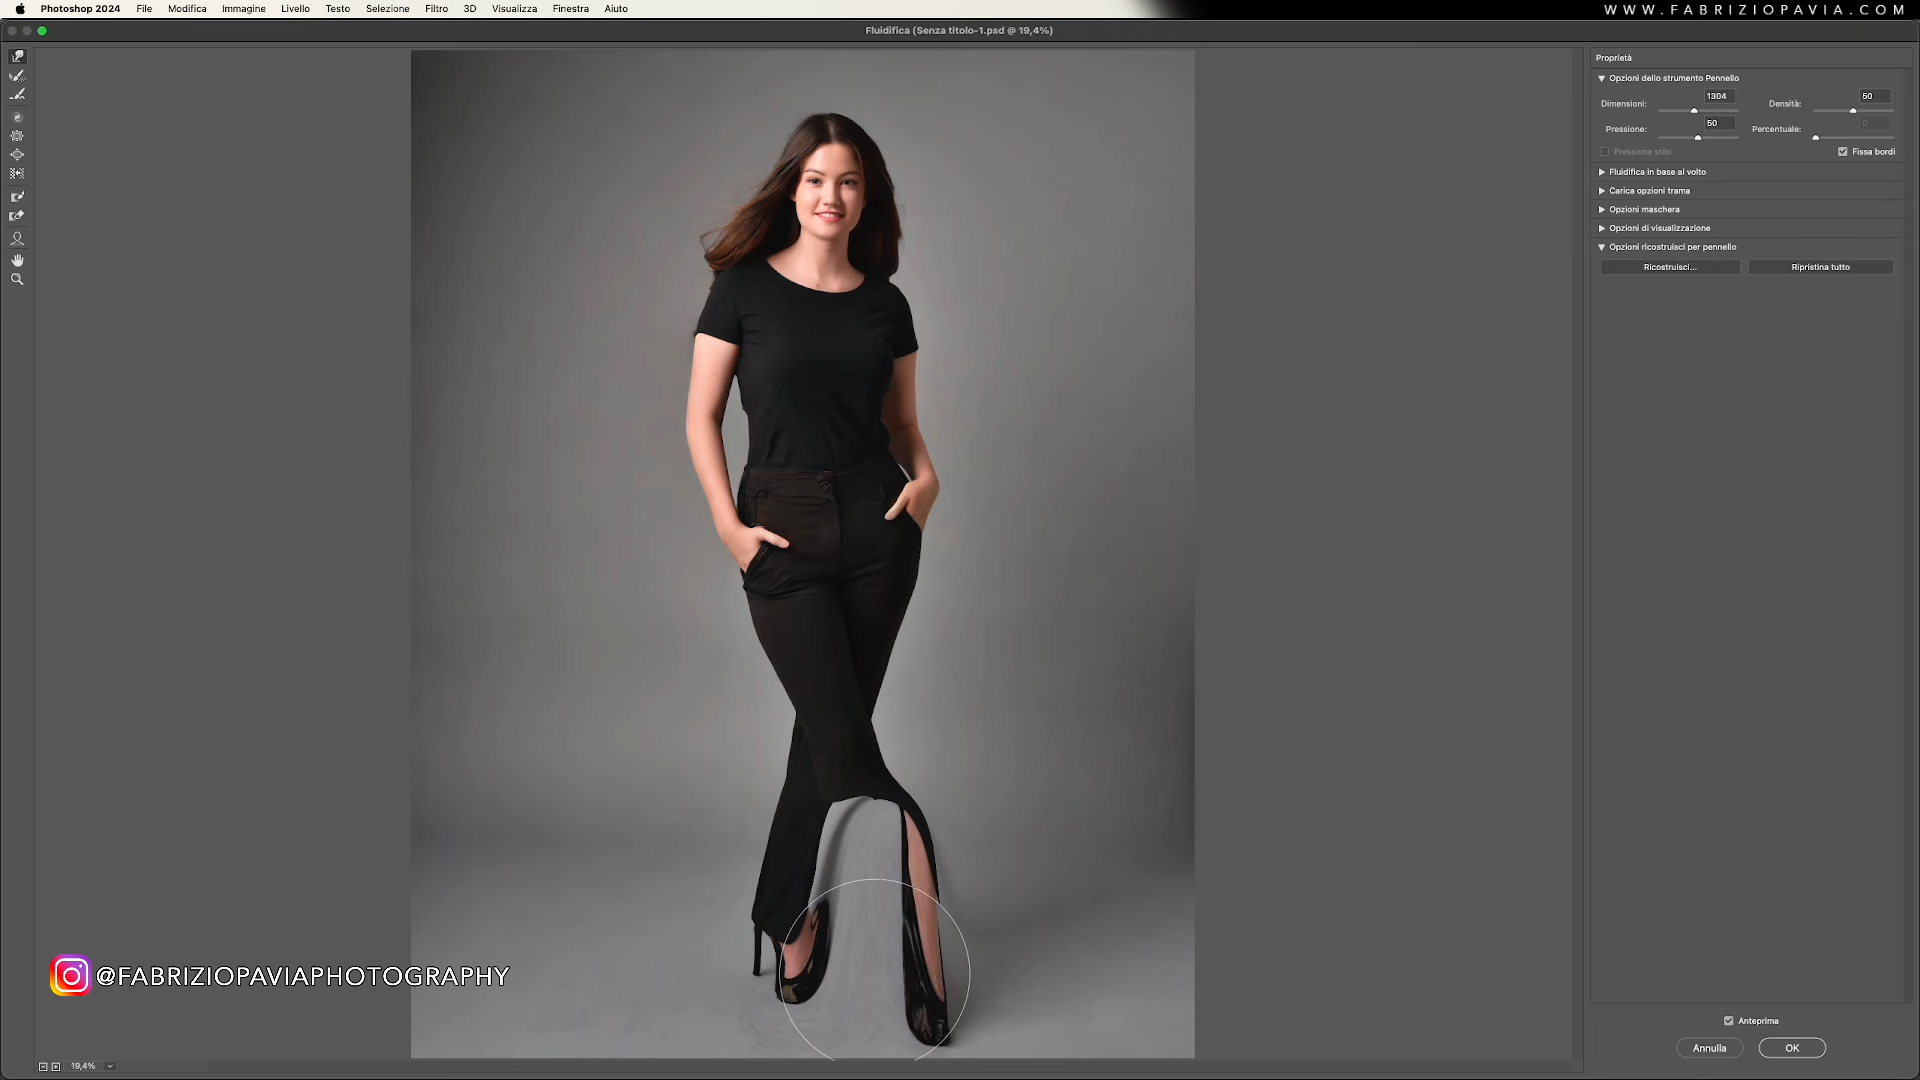 Photoshop 2024 File Modifica Immagine Livello Testo Selezione Filtro 3D Visualizza Finestra Aiuto
WWW.FABRIZIOPAVIA.COM
Fluidifica (Senza titolo-1.psd @ 19,4%)
Proprietà
Opzioni dello strumento Pennello
Dimensioni: 1304 Densità: 50
Pressione: 50 Percentuale: 0
Pressione stilo Fissa bordi
Fluidifica in base al volto
Carica opzioni trama
Opzioni maschera
Opzioni di visualizzazione
Opzioni ricostruisci per pennello
Ricostruisci... Ripristina tutto
@FABRIZIOPAVIAPHOTOGRAPHY
Anteprima
Annulla OK
19,4%